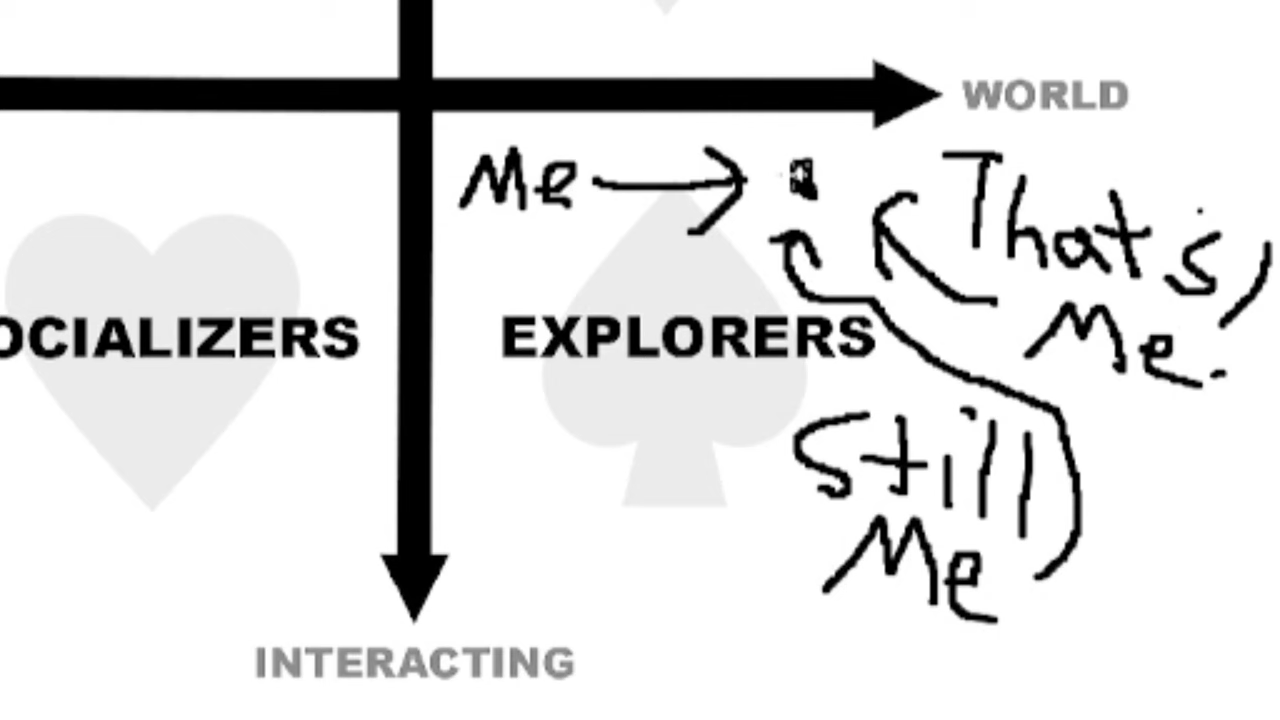 WORLD
Me
That's,
Me.
OCIALIZERS
EXPLORERS
Still
Me
INTERACTING